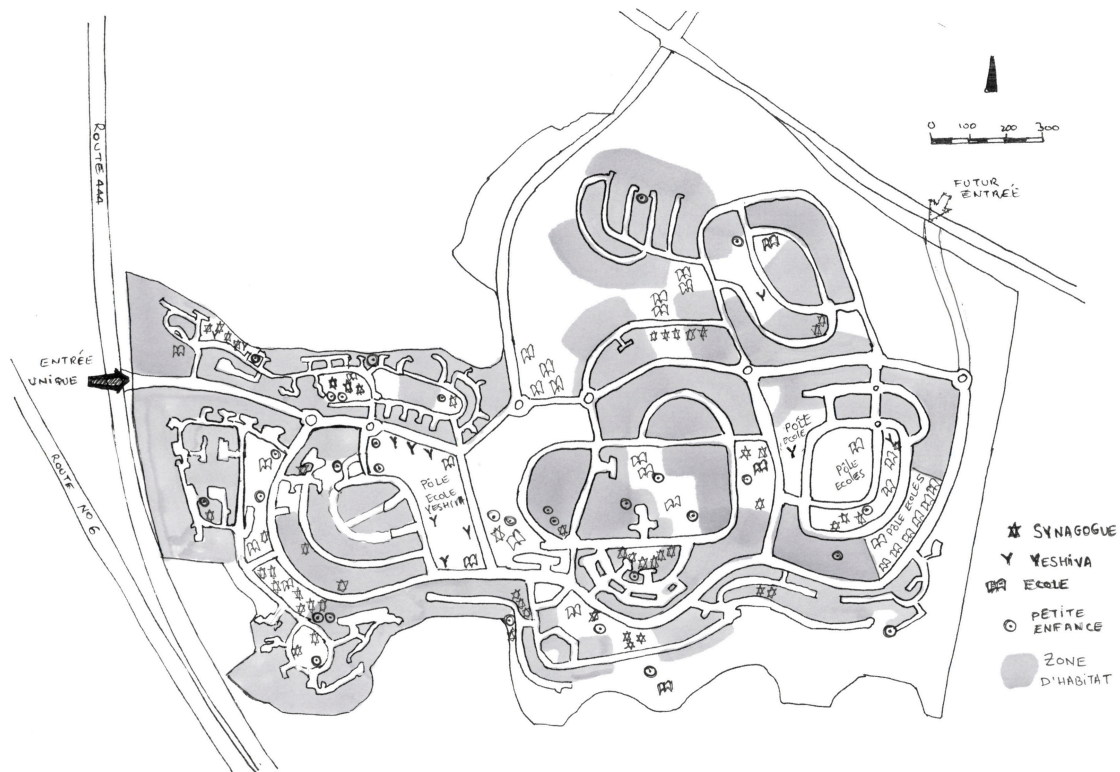 ROUTE 444
ENTRÉE
UNIQUE
ROUTE NO 6
0 100 200 300
FUTUR
ENTREÉ
PÔLE
ECOLE
YESHIVA
PÔLE
ECOLE
PÔLE
ECOLES
PÔLE ECOLES
SYNAGOGUE
YESHIVA
ECOLE
PETITE
ENFANCE
ZONE
D'HABITAT